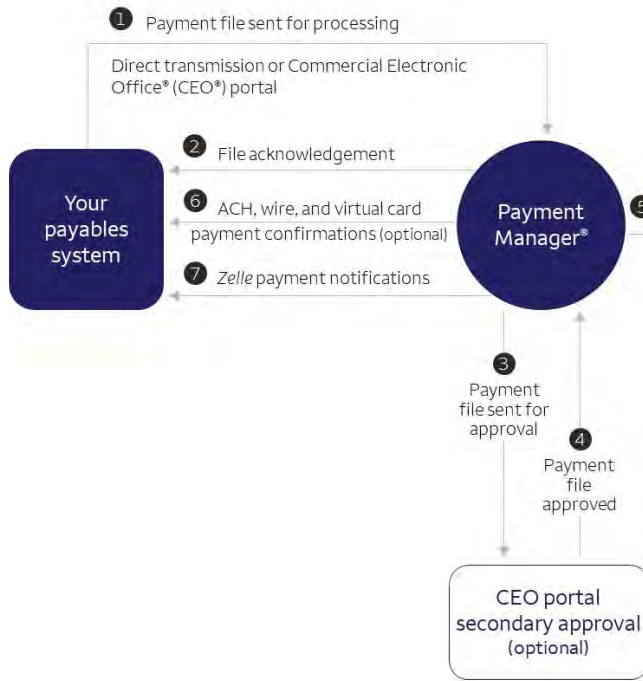 1 Payment file sent for processing
Direct transmission or Commercial Electronic
Office® (CEO®) portal
2 File acknowledgement
Your
payables
system
6 ACH, wire, and virtual card
payment confirmations (optional)
Payment
Manager®
5
7 Zelle payment notifications
3
Payment
file sent for
approval
4
Payment
file
approved
CEO portal
secondary approval
(optional)